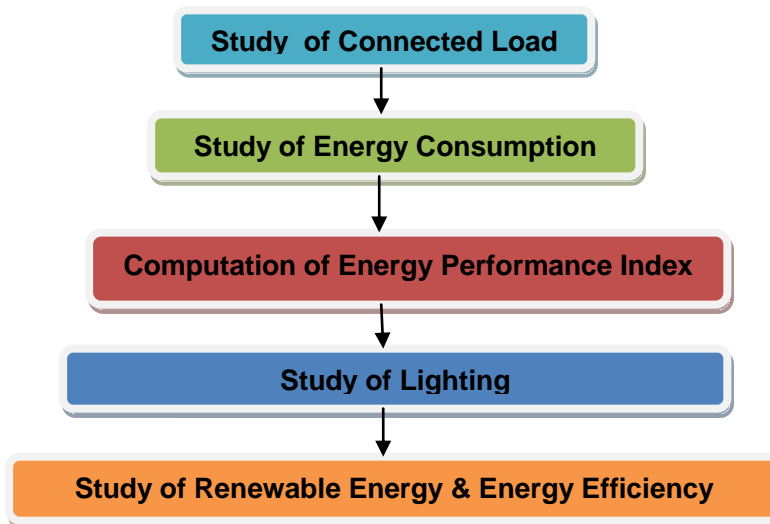 Study of Connected Load
Study of Energy Consumption
Computation of Energy Performance Index
Study of Lighting
Study of Renewable Energy & Energy Efficiency